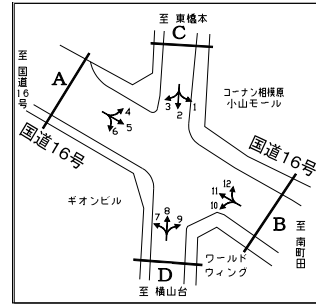 至 東橋本
C
コーナン相模原
小山モール
至 国道16号
A
国道16号
3 2 1
4
5
6
国道16号
ギオンビル
7 8 9
10 11 12
B
至 南町田
D
ワールド
ウィング
至 横山台